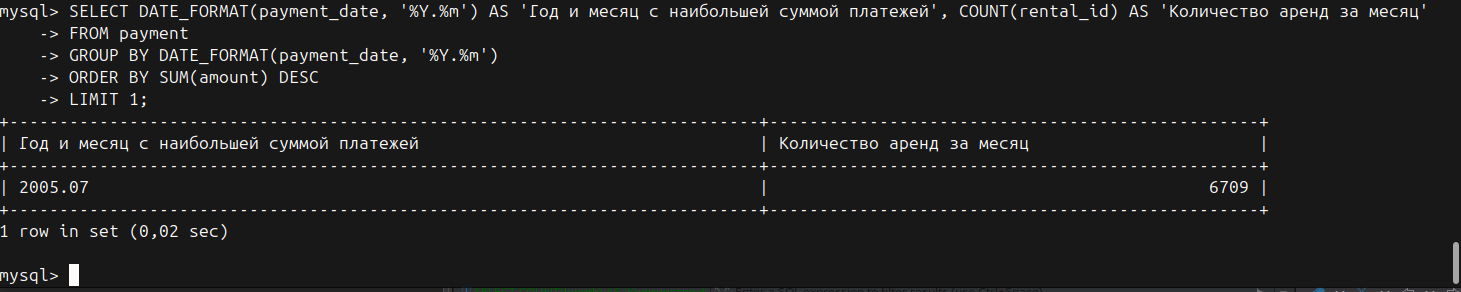 mysql> SELECT DATE_FORMAT(payment_date, '%Y.%m') AS 'Год и месяц с наибольшей суммой платежей', COUNT(rental_id) AS 'Количество аренд за месяц'
-> FROM payment
-> GROUP BY DATE_FORMAT(payment_date, '%Y.%m')
-> ORDER BY SUM(amount) DESC
-> LIMIT 1;
| Год и месяц с наибольшей суммой платежей | Количество аренд за месяц |
| 2005.07 | 6709 |
1 row in set (0,02 sec)
mysql>